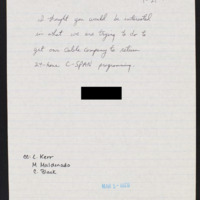 I thought you would be interested
in what we are trying to do to
get our Cable Company to return
24-hour C-SPAN programming.
cc: C. Kerr
M. Maldonado
E. Black